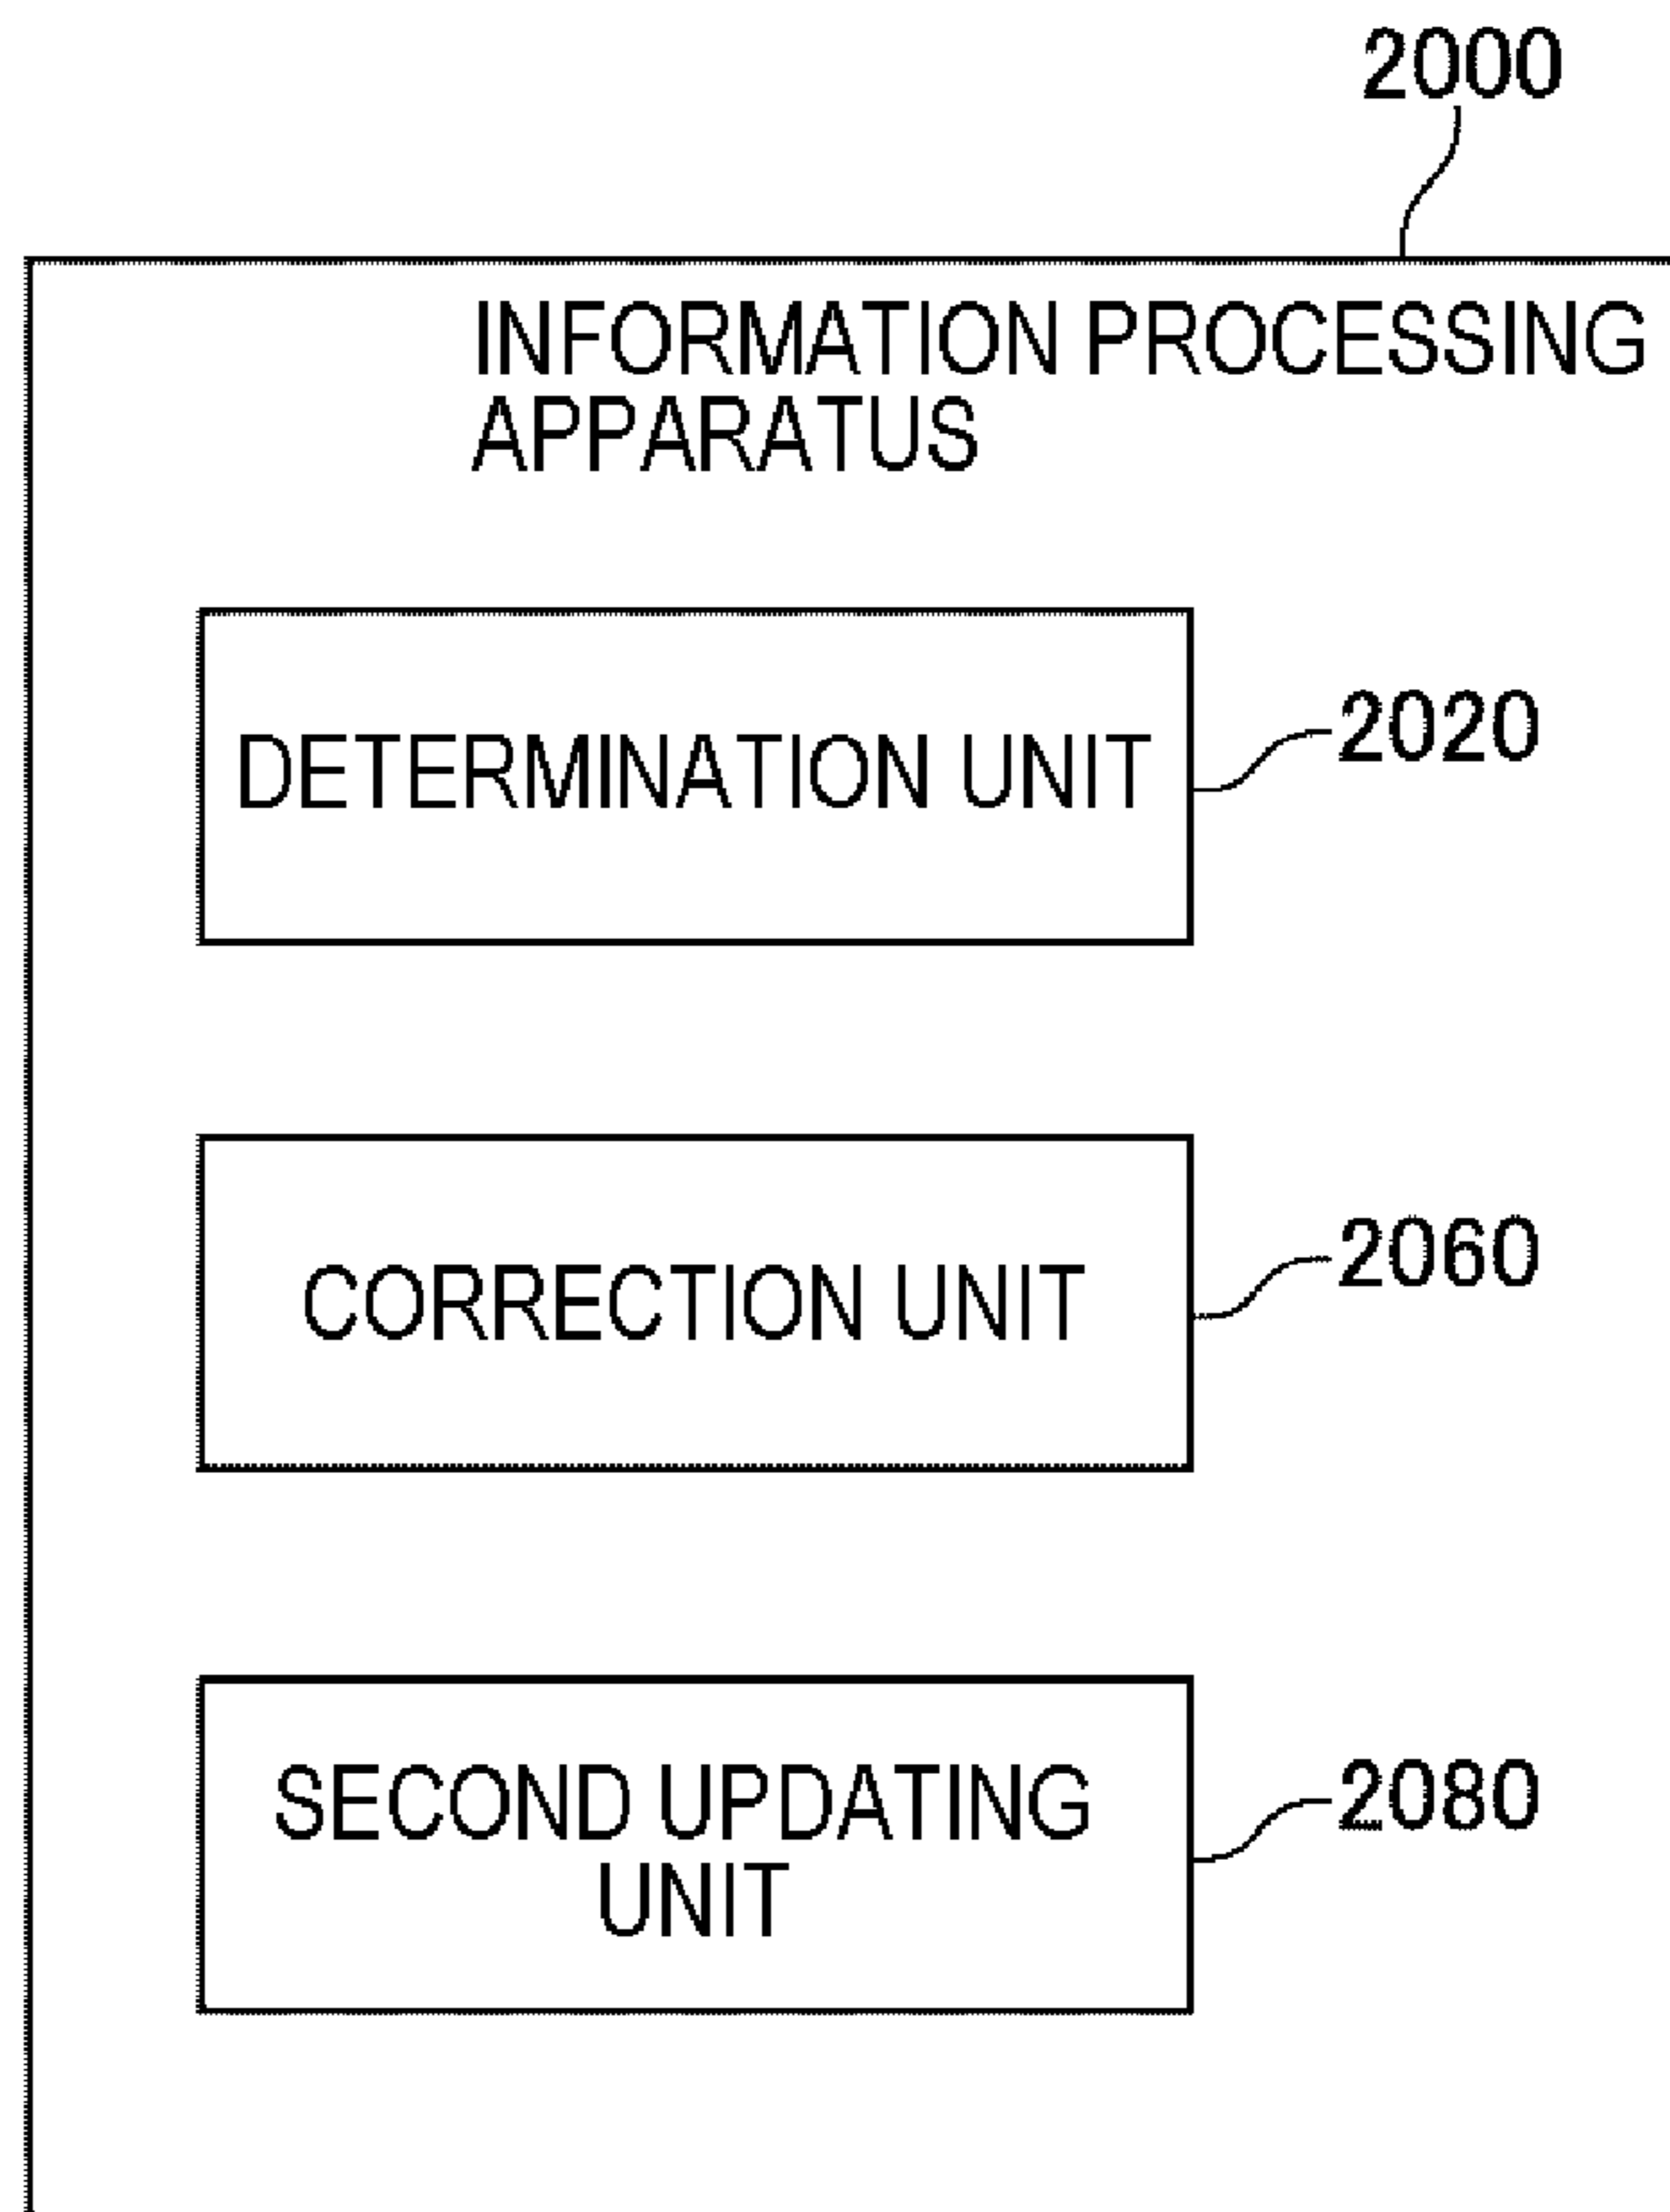 2000
INFORMATION PROCESSING
APPARATUS
DETERMINATION UNIT
2020
CORRECTION UNIT
2060
SECOND UPDATING
UNIT
2080